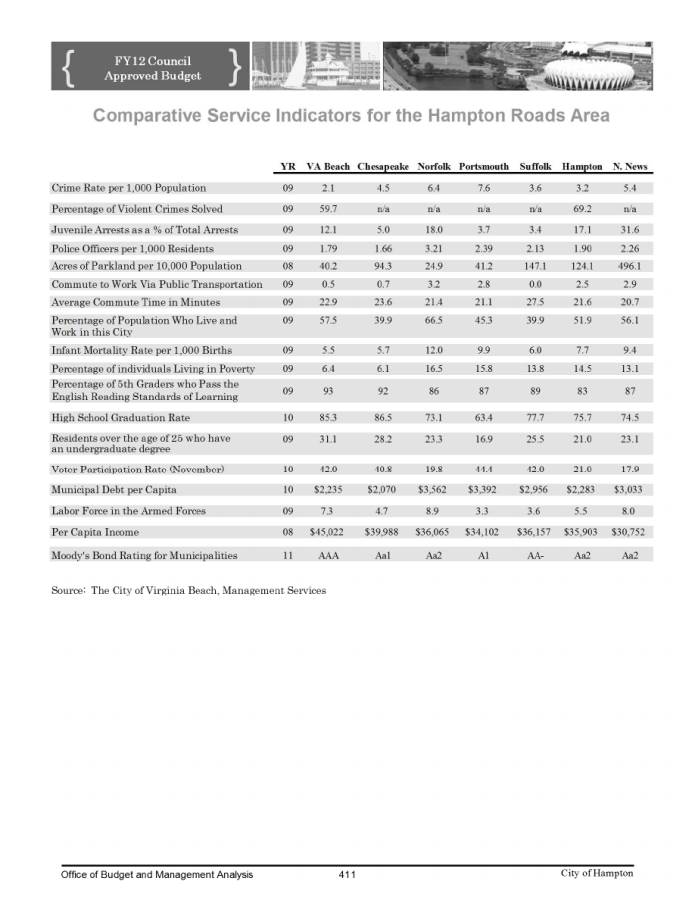 FY12 Council
Approved Budget
Comparative Service Indicators for the Hampton Roads Area
YR VA Beach Chesapeake Norfolk Portsmouth Suffolk Hampton N. News
Crime Rate per 1,000 Population 09 2.1 4.5 6.4 7.6 3.6 3.2 5.4
Percentage of Violent Crimes Solved 09 59.7 n/a n/a n/a n/a 69.2 n/a
Juvenile Arrests as a % of Total Arrests 09 12.1 5.0 18.0 3.7 3.4 17.1 31.6
Police Officers per 1,000 Residents 09 1.79 1.66 3.21 2.39 2.13 1.90 2.26
Acres of Parkland per 10,000 Population 08 40.2 94.3 24.9 41.2 147.1 124.1 496.1
Commute to Work Via Public Transportation 09 0.5 0.7 3.2 2.8 0.0 2.5 2.9
Average Commute Time in Minutes 09 22.9 23.6 21.4 21.1 27.5 21.6 20.7
Percentage of Population Who Live and 09 57.5 39.9 66.5 45.3 39.9 51.9 56.1
Work in this City
Infant Mortality Rate per 1,000 Births 09 5.5 5.7 12.0 9.9 6.0 7.7 9.4
Percentage of individuals Living in Poverty 09 6.4 6.1 16.5 15.8 13.8 14.5 13.1
Percentage of 5th Graders who Pass the
English Reading Standards of Learning 09 93 92 86 87 89 83 87
High School Graduation Rate 10 85.3 86.5 73.1 63.4 77.7 75.7 74.5
Residents over the age of 25 who have 09 31.1 28.2 23.3 16.9 25.5 21.0 23.1
an undergraduate degree
Voter Participation Rate (November) 10 42.0 40.8 19.8 44.4 42.0 21.0 17.9
Municipal Debt per Capita 10 $2,235 $2,070 $3,562 $3,392 $2,956 $2,283 $3,033
Labor Force in the Armed Forces 09 7.3 4.7 8.9 3.3 3.6 5.5 8.0
Per Capita Income 08 $45,022 $39,988 $36,065 $34,102 $36,157 $35,903 $30,752
Moody's Bond Rating for Municipalities 11 AAA Aa1 Aa2 A1 AA- Aa2 Aa2
Source: The City of Virginia Beach, Management Services
Office of Budget and Management Analysis 411 City of Hampton